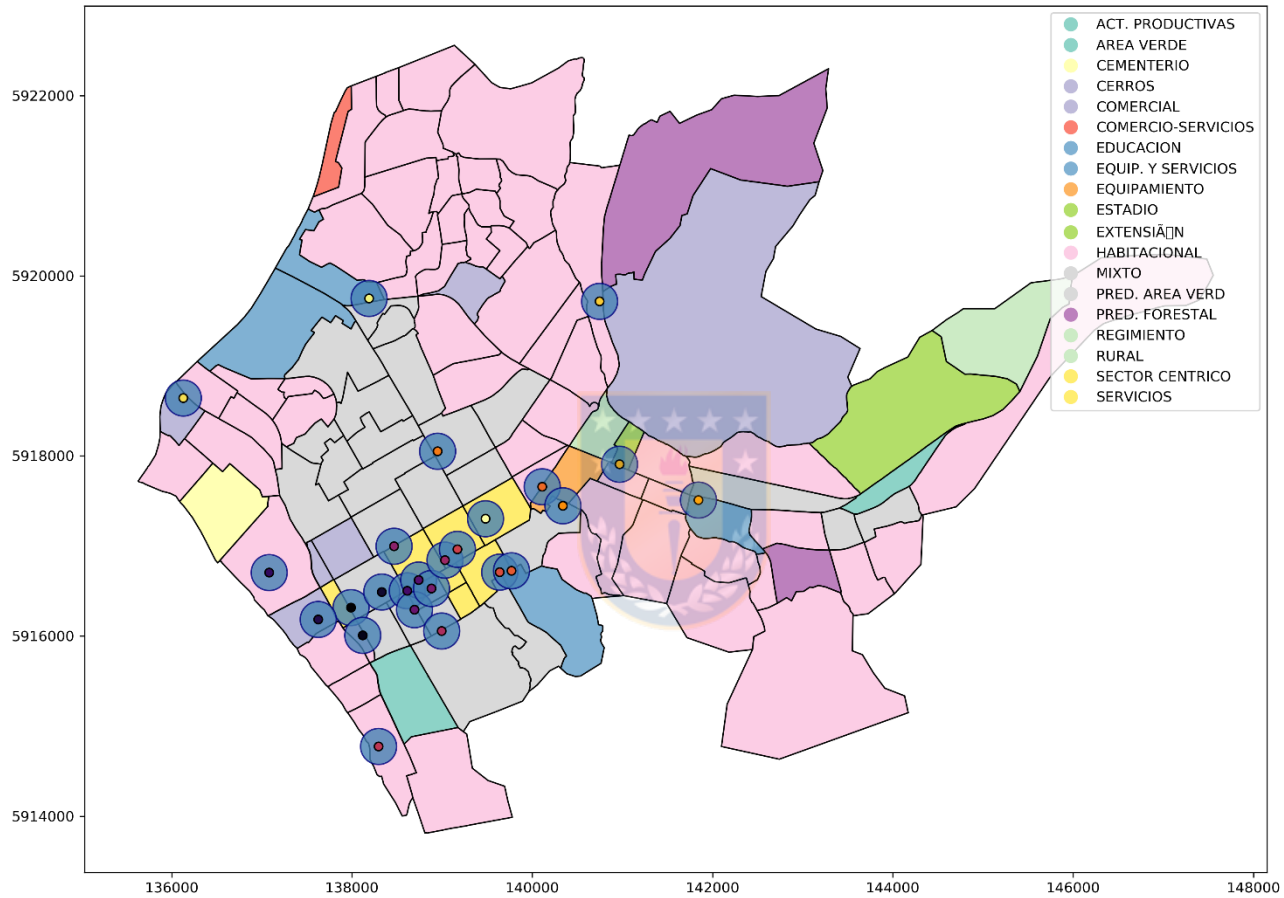 ACT. PRODUCTIVAS
AREA VERDE
CEMENTERIO
CERROS
COMERCIAL
COMERCIO-SERVICIOS
EDUCACION
EQUIP. Y SERVICIOS
EQUIPAMIENTO
ESTADIO
EXTENSIÃ▯N
HABITACIONAL
MIXTO
PRED. AREA VERD
PRED. FORESTAL
REGIMIENTO
RURAL
SECTOR CENTRICO
SERVICIOS
5922000
5920000
5918000
5916000
5914000
136000 138000 140000 142000 144000 146000 148000